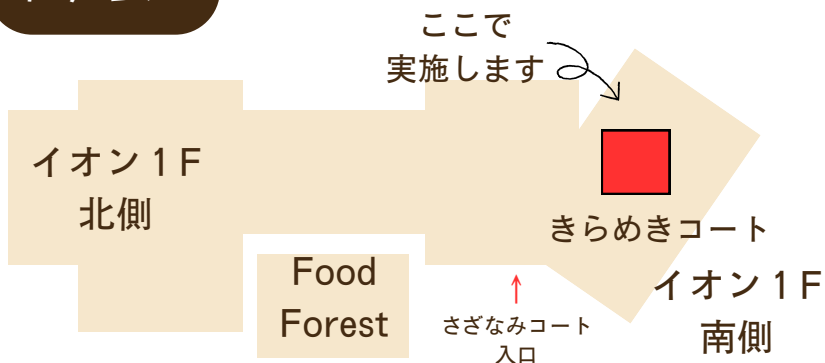 ここで
実施します
イオン１F
北側
きらめきコート
Food
Forest
さざなみコート
入口
イオン１F
南側